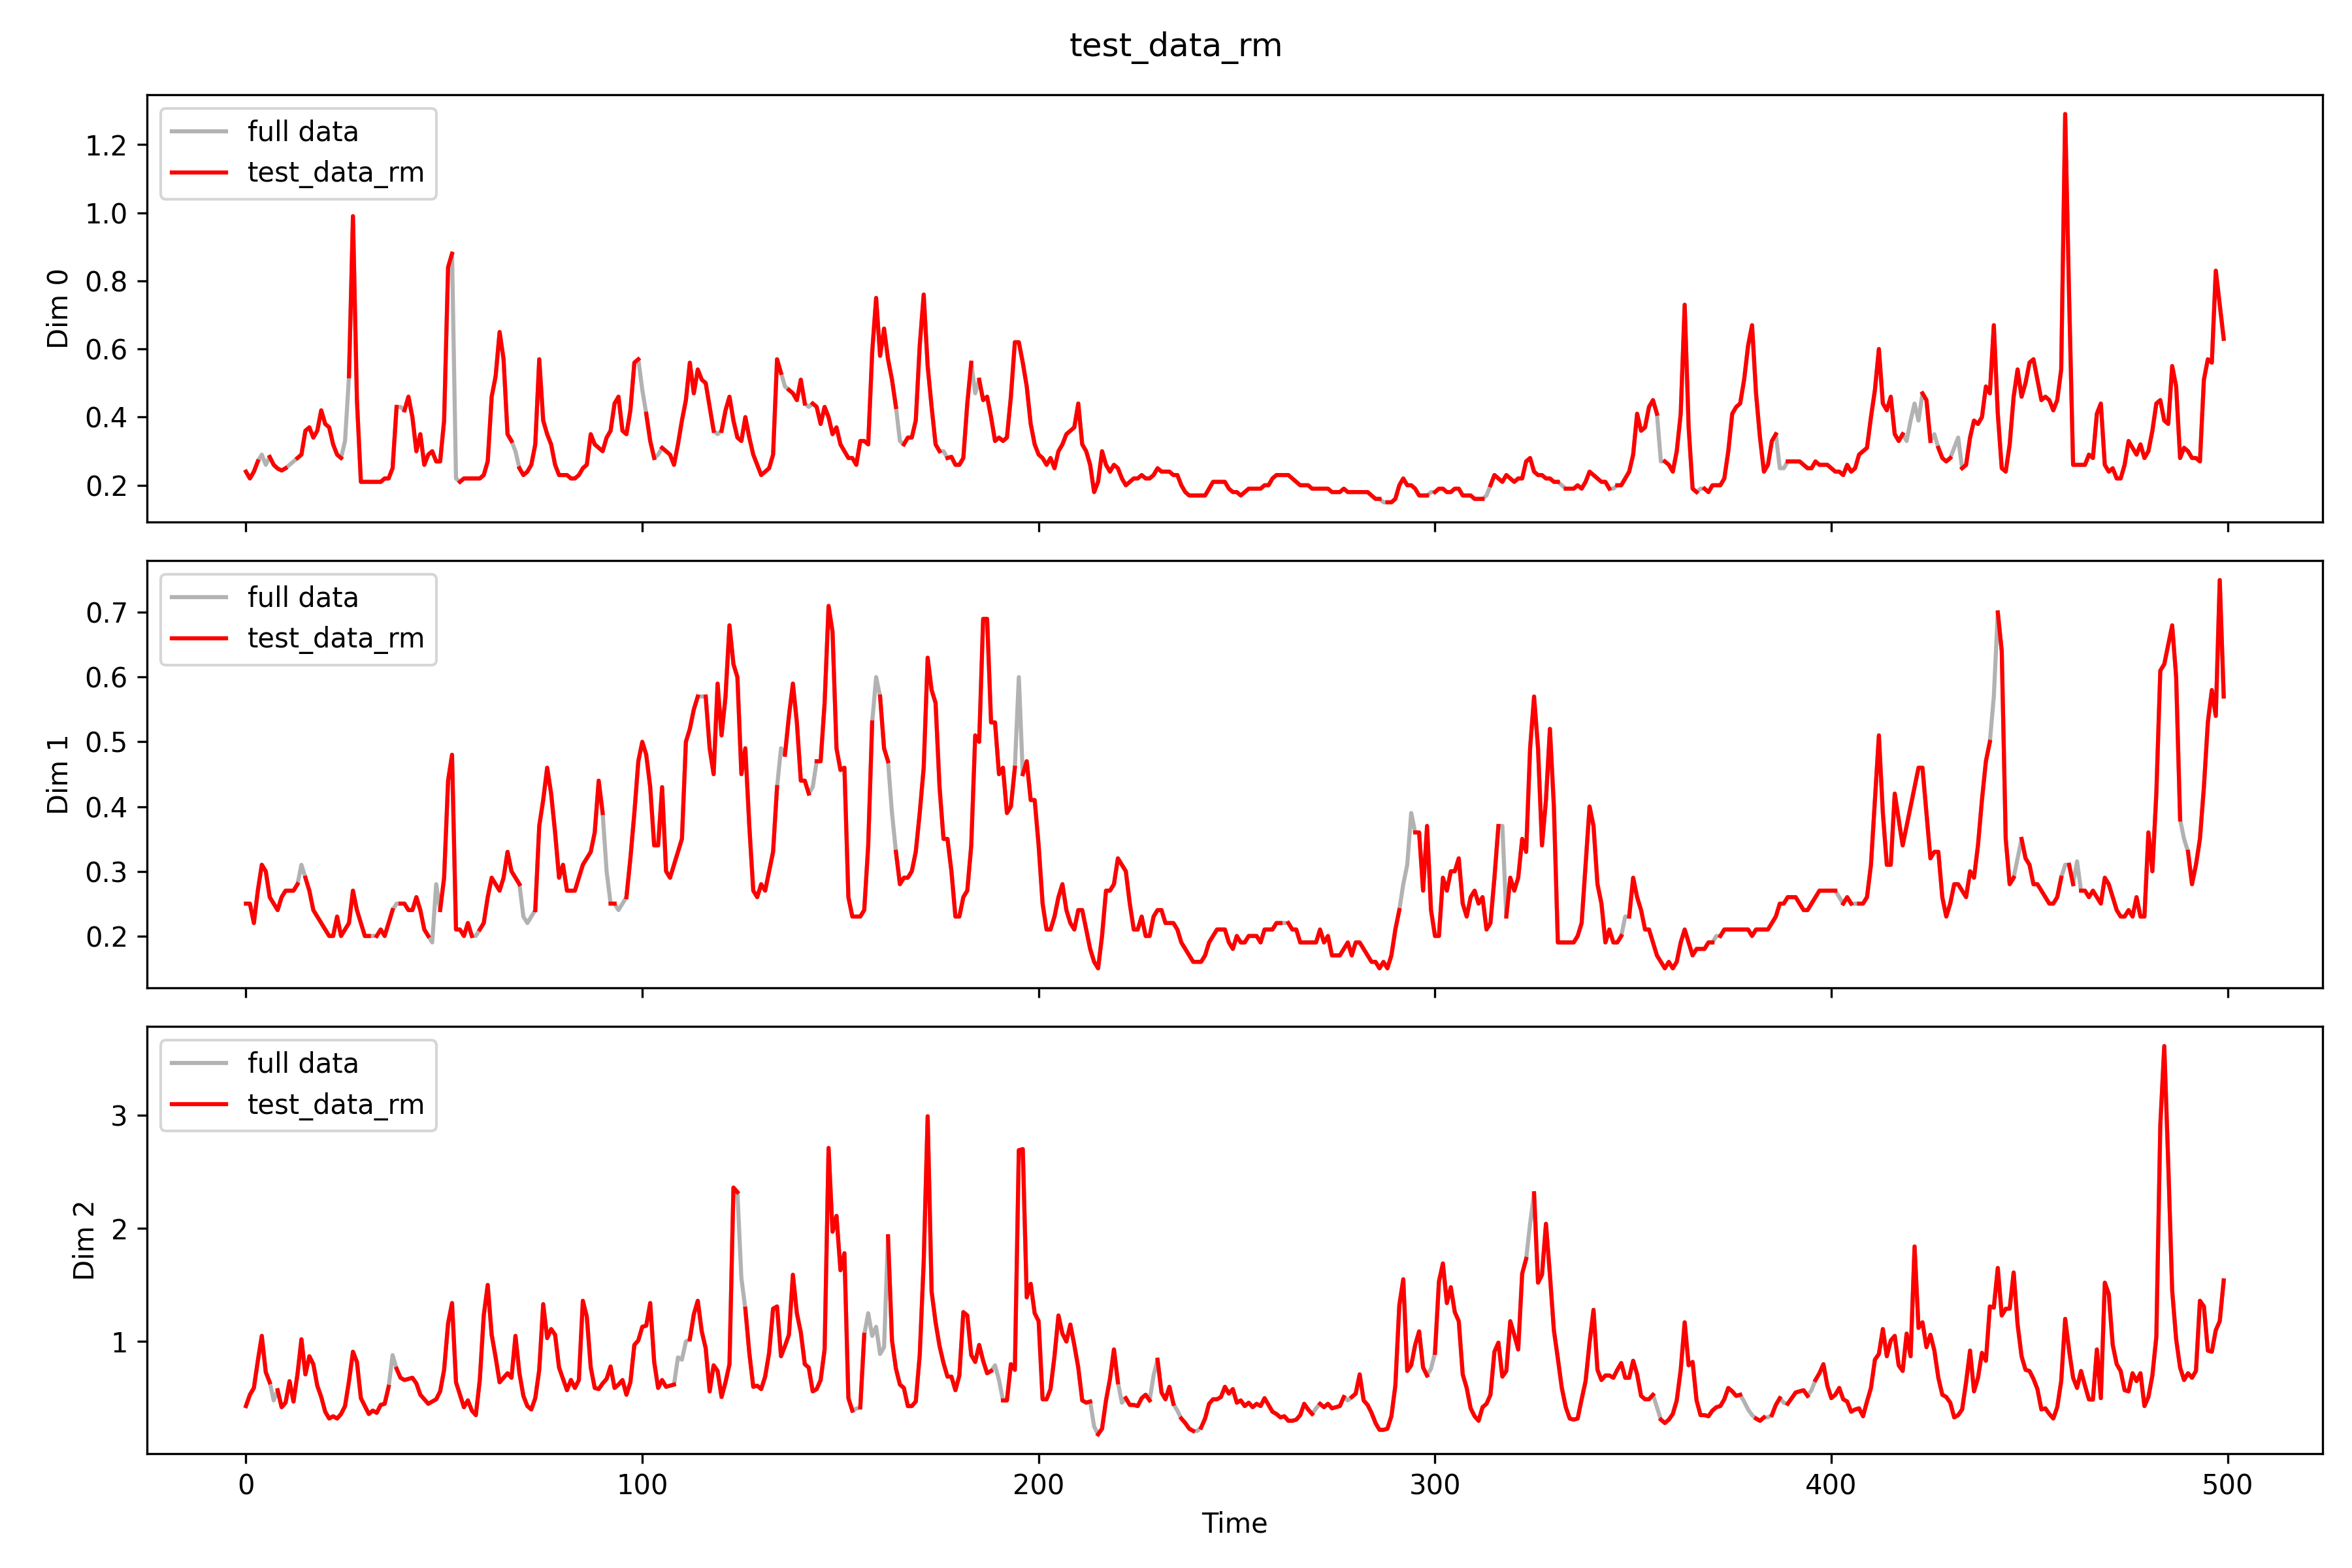 test_data_rm
full data
test_data_rm
1.2
1.0
0.8
0.6
0.4
0.2
Dim 0
full data
test_data_rm
0.7
0.6
0.5
0.4
0.3
0.2
Dim 1
full data
test_data_rm
3
2
1
Dim 2
0 100 200 300 400 500
Time